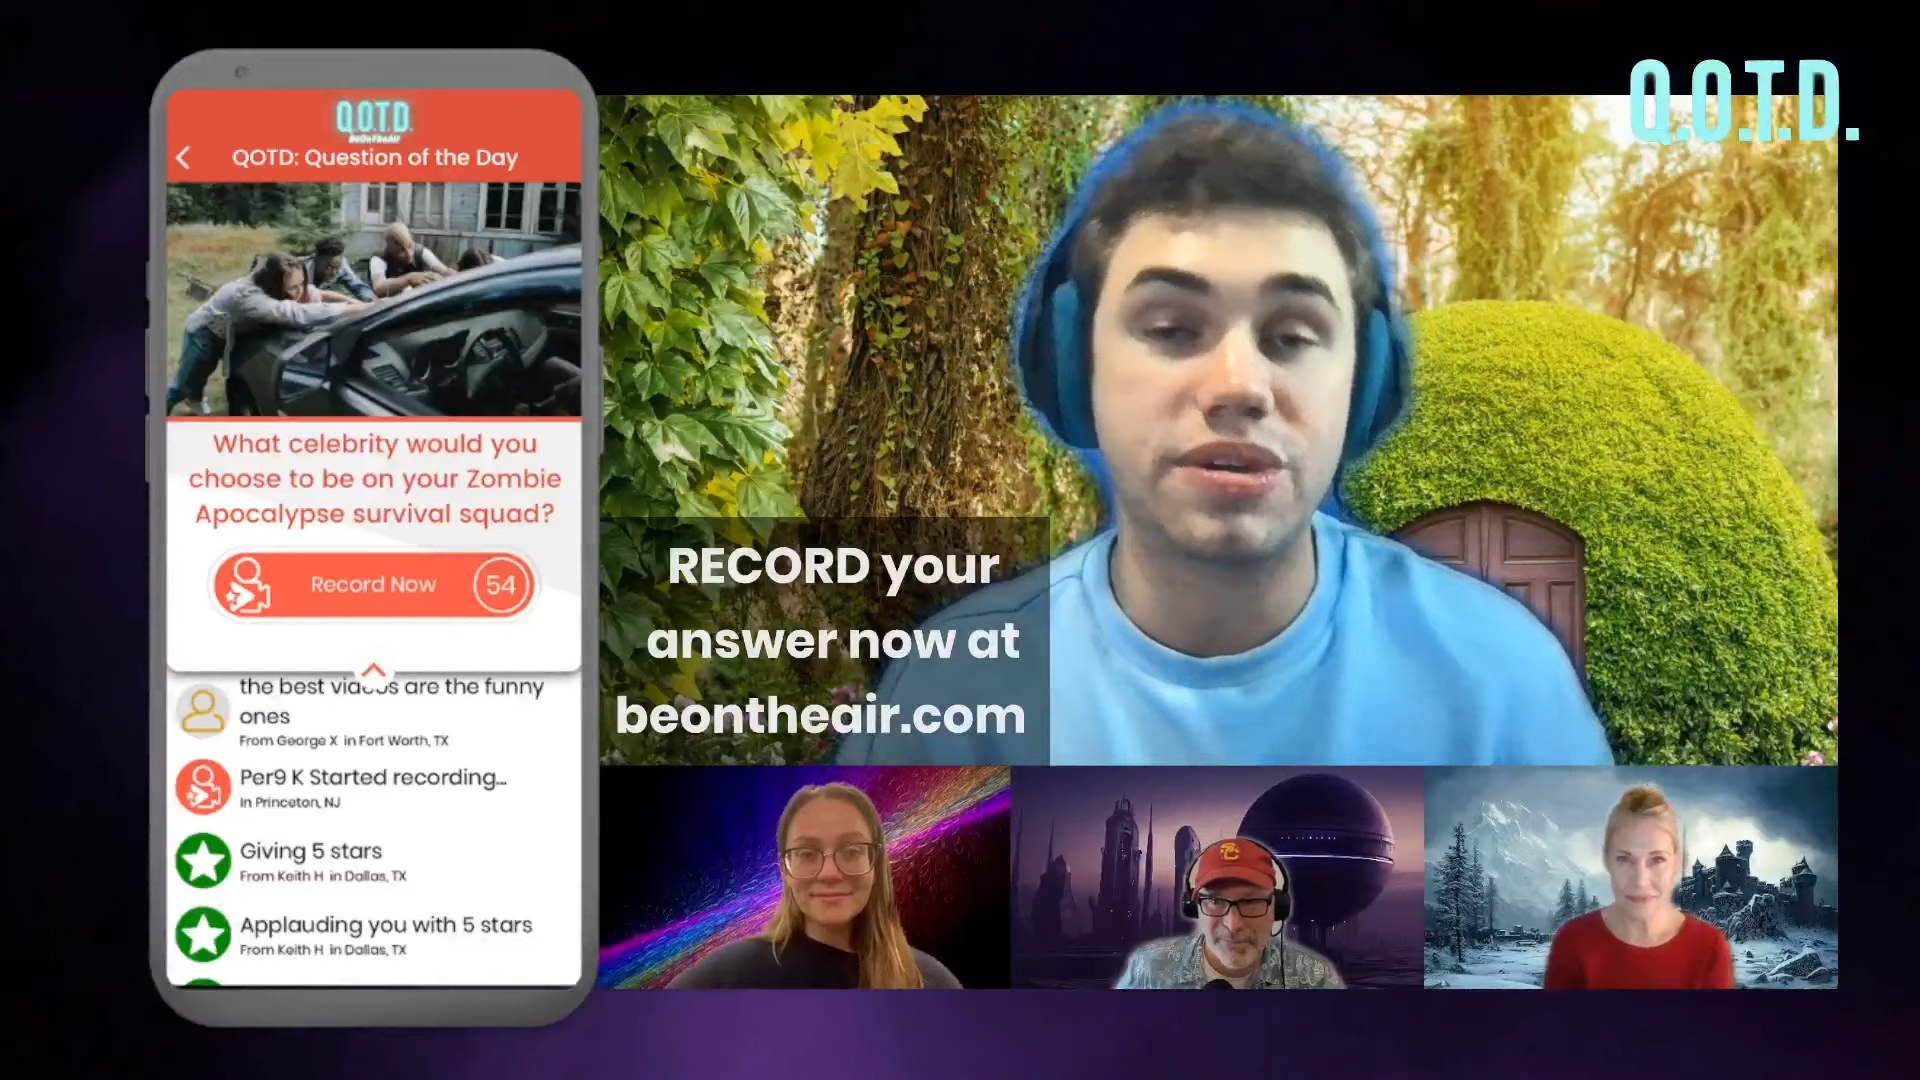 Q.O.T.D.
BeOnTheAir
QOTD: Question of the Day
What celebrity would you
choose to be on your Zombie
Apocalypse survival squad?
Record Now 54
the best videos are the funny
ones
From George X in Fort Worth, TX
Per9 K Started recording...
In Princeton, NJ
Giving 5 stars
From Keith H in Dallas, TX
Applauding you with 5 stars
From Keith H in Dallas, TX
Q.O.T.D.
RECORD your
answer now at
beontheair.com
SC